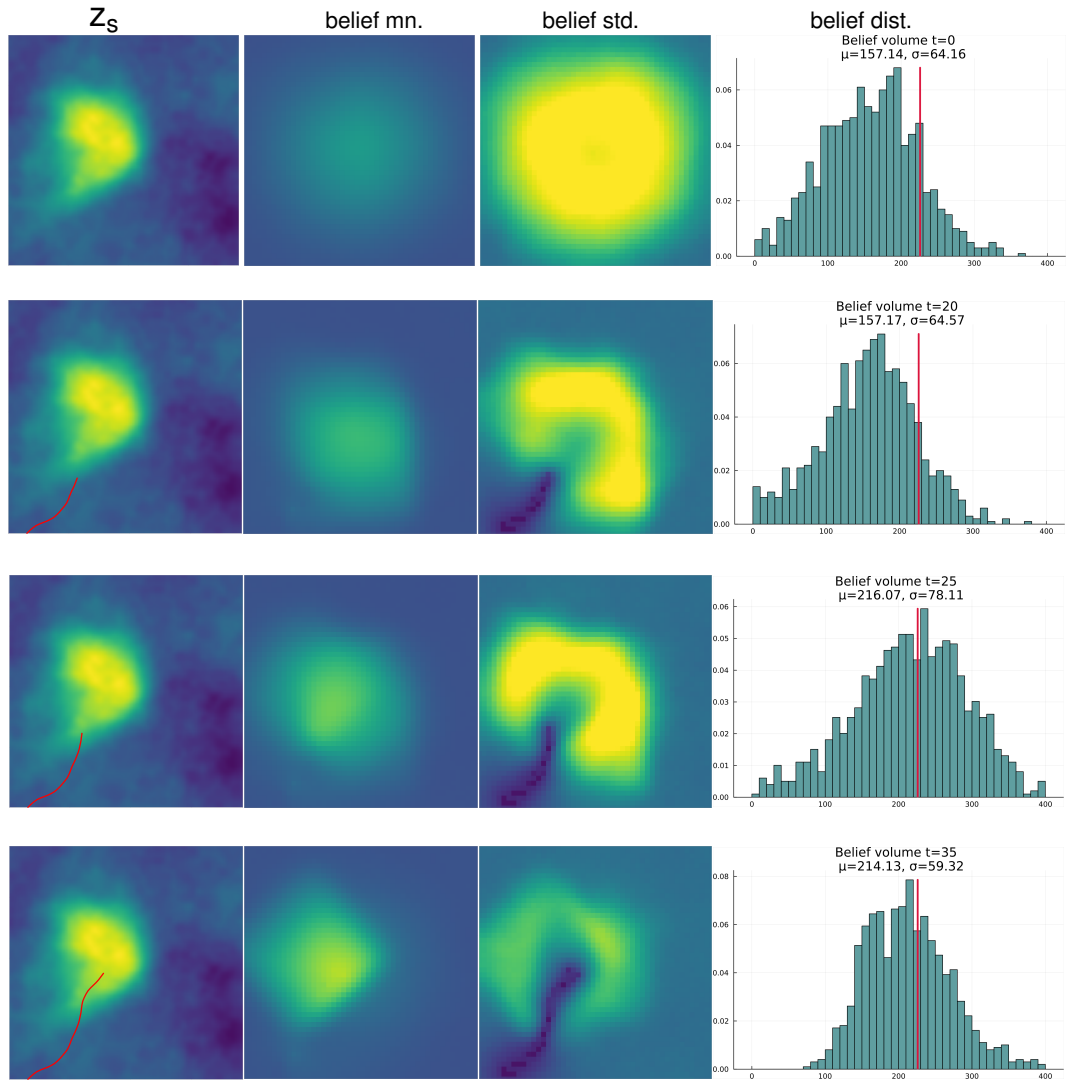 z_s belief mn. belief std. belief dist.
Belief volume t=0
μ=157.14, σ=64.16
0.06
0.04
0.02
0.00
0 100 200 300 400
Belief volume t=20
μ=157.17, σ=64.57
0.06
0.04
0.02
0.00
0 100 200 300 400
Belief volume t=25
μ=216.07, σ=78.11
0.06
0.05
0.04
0.03
0.02
0.01
0.00
0 100 200 300 400
Belief volume t=35
μ=214.13, σ=59.32
0.08
0.06
0.04
0.02
0.00
0 100 200 300 400